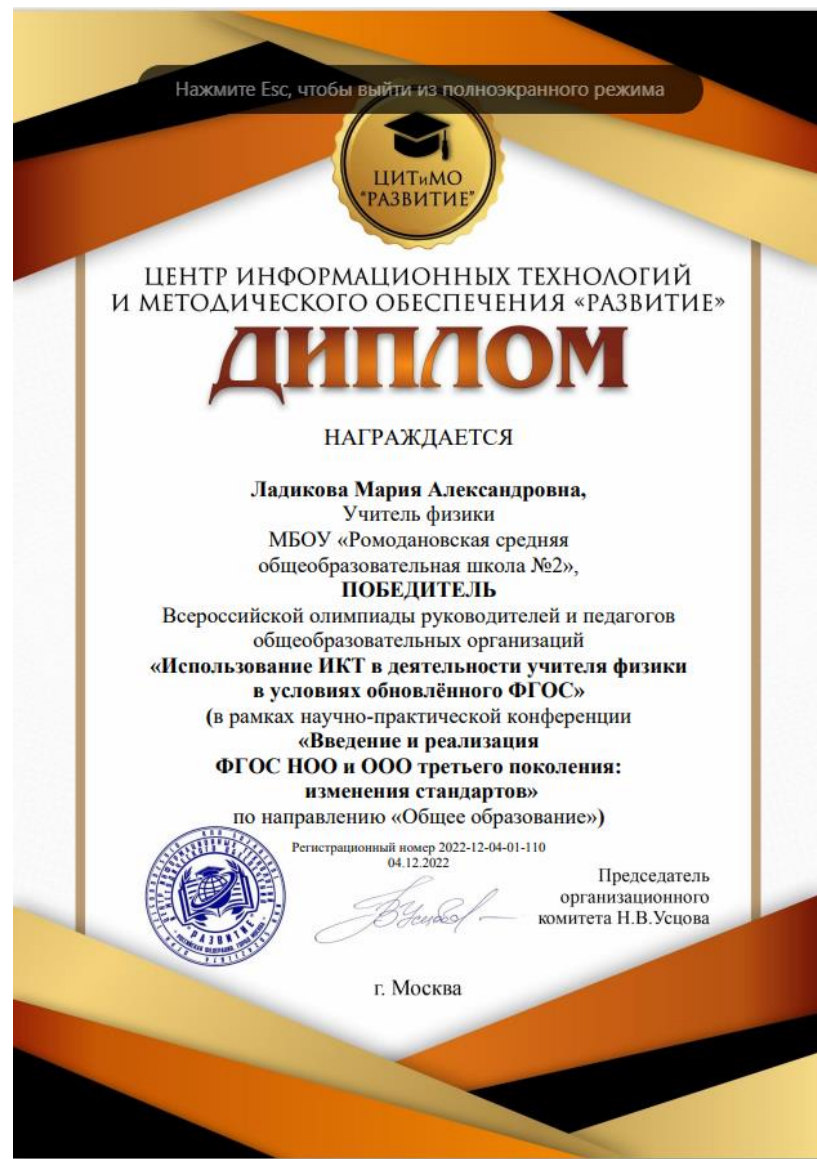 Нажмите Esc, чтобы выйти из полноэкранного режима
ЦИТиМО
"РАЗВИТИЕ"
ЦЕНТР ИНФОРМАЦИОННЫХ ТЕХНОЛОГИЙ
И МЕТОДИЧЕСКОГО ОБЕСПЕЧЕНИЯ «РАЗВИТИЕ»
ДИПЛОМ
НАГРАЖДАЕТСЯ
Ладикова Мария Александровна,
Учитель физики
МБОУ «Ромодановская средняя
общеобразовательная школа №2»,
ПОБЕДИТЕЛЬ
Всероссийской олимпиады руководителей и педагогов
общеобразовательных организаций
«Использование ИКТ в деятельности учителя физики
в условиях обновлённого ФГОС»
(в рамках научно-практической конференции
«Введение и реализация
ФГОС НОО и ООО третьего поколения:
изменения стандартов»
по направлению «Общее образование»)
Регистрационный номер 2022-12-04-01-110
04.12.2022
Председатель
организационного
комитета Н.В.Усцова
РАЗВИТИЕ
г. Москва